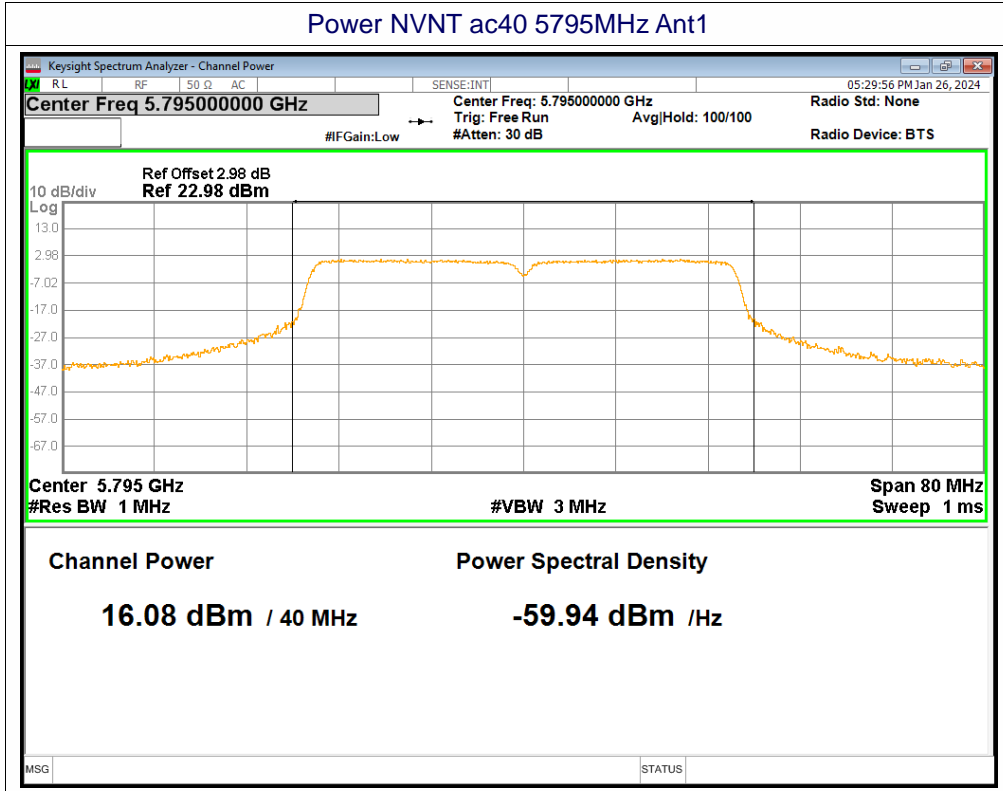 Power NVNT ac40 5795MHz Ant1
Keysight Spectrum Analyzer - Channel Power
LXI RL RF 50 Ω AC SENSE:INT 05:29:56 PM Jan 26, 2024
Center Freq 5.795000000 GHz
Center Freq: 5.795000000 GHz
Radio Std: None
Trig: Free Run
Avg|Hold: 100/100
#IFGain:Low
#Atten: 30 dB
Radio Device: BTS
Ref Offset 2.98 dB
10 dB/div Ref 22.98 dBm
Log
13.0
2.98
-7.02
-17.0
-27.0
-37.0
-47.0
-57.0
-67.0
Center 5.795 GHz Span 80 MHz
#Res BW 1 MHz #VBW 3 MHz Sweep 1 ms
Channel Power Power Spectral Density
16.08 dBm / 40 MHz -59.94 dBm /Hz
MSG STATUS